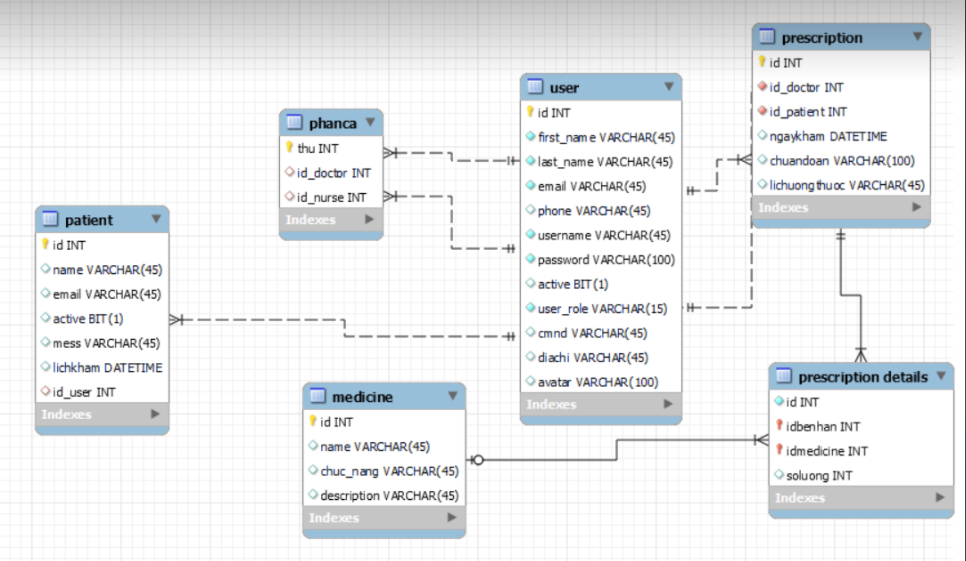 prescription
id INT
id_doctor INT
id_patient INT
ngaykham DATETIME
chuandoan VARCHAR(100)
lichuongthuoc VARCHAR(45)
Indexes
user
id INT
first_name VARCHAR(45)
last_name VARCHAR(45)
email VARCHAR(45)
phone VARCHAR(45)
username VARCHAR(45)
password VARCHAR(100)
active BIT(1)
user_role VARCHAR(15)
cmnd VARCHAR(45)
diachi VARCHAR(45)
avatar VARCHAR(100)
Indexes
phanca
thu INT
id_doctor INT
id_nurse INT
Indexes
patient
id INT
name VARCHAR(45)
email VARCHAR(45)
active BIT(1)
mess VARCHAR(45)
lichkham DATETIME
id_user INT
Indexes
medicine
id INT
name VARCHAR(45)
chuc_nang VARCHAR(45)
description VARCHAR(45)
Indexes
prescription details
id INT
idbenhan INT
idmedicine INT
soluong INT
Indexes